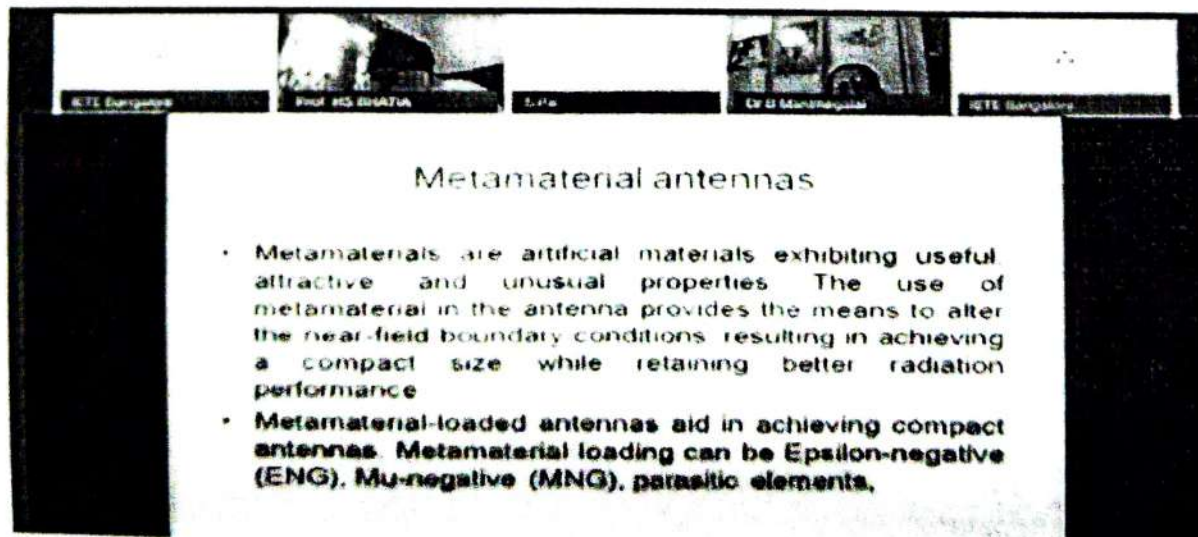 IETE Bangalore
Prof HS BHATIA
IETE Bangalore
Metamaterial antennas
• Metamaterials are artificial materials exhibiting useful,
attractive and unusual properties The use of
metamaterial in the antenna provides the means to alter
the near-field boundary conditions, resulting in achieving
a compact size while retaining better radiation
performance
• Metamaterial-loaded antennas aid in achieving compact
antennas. Metamaterial loading can be Epsilon-negative
(ENG), Mu-negative (MNG), parasitic elements,